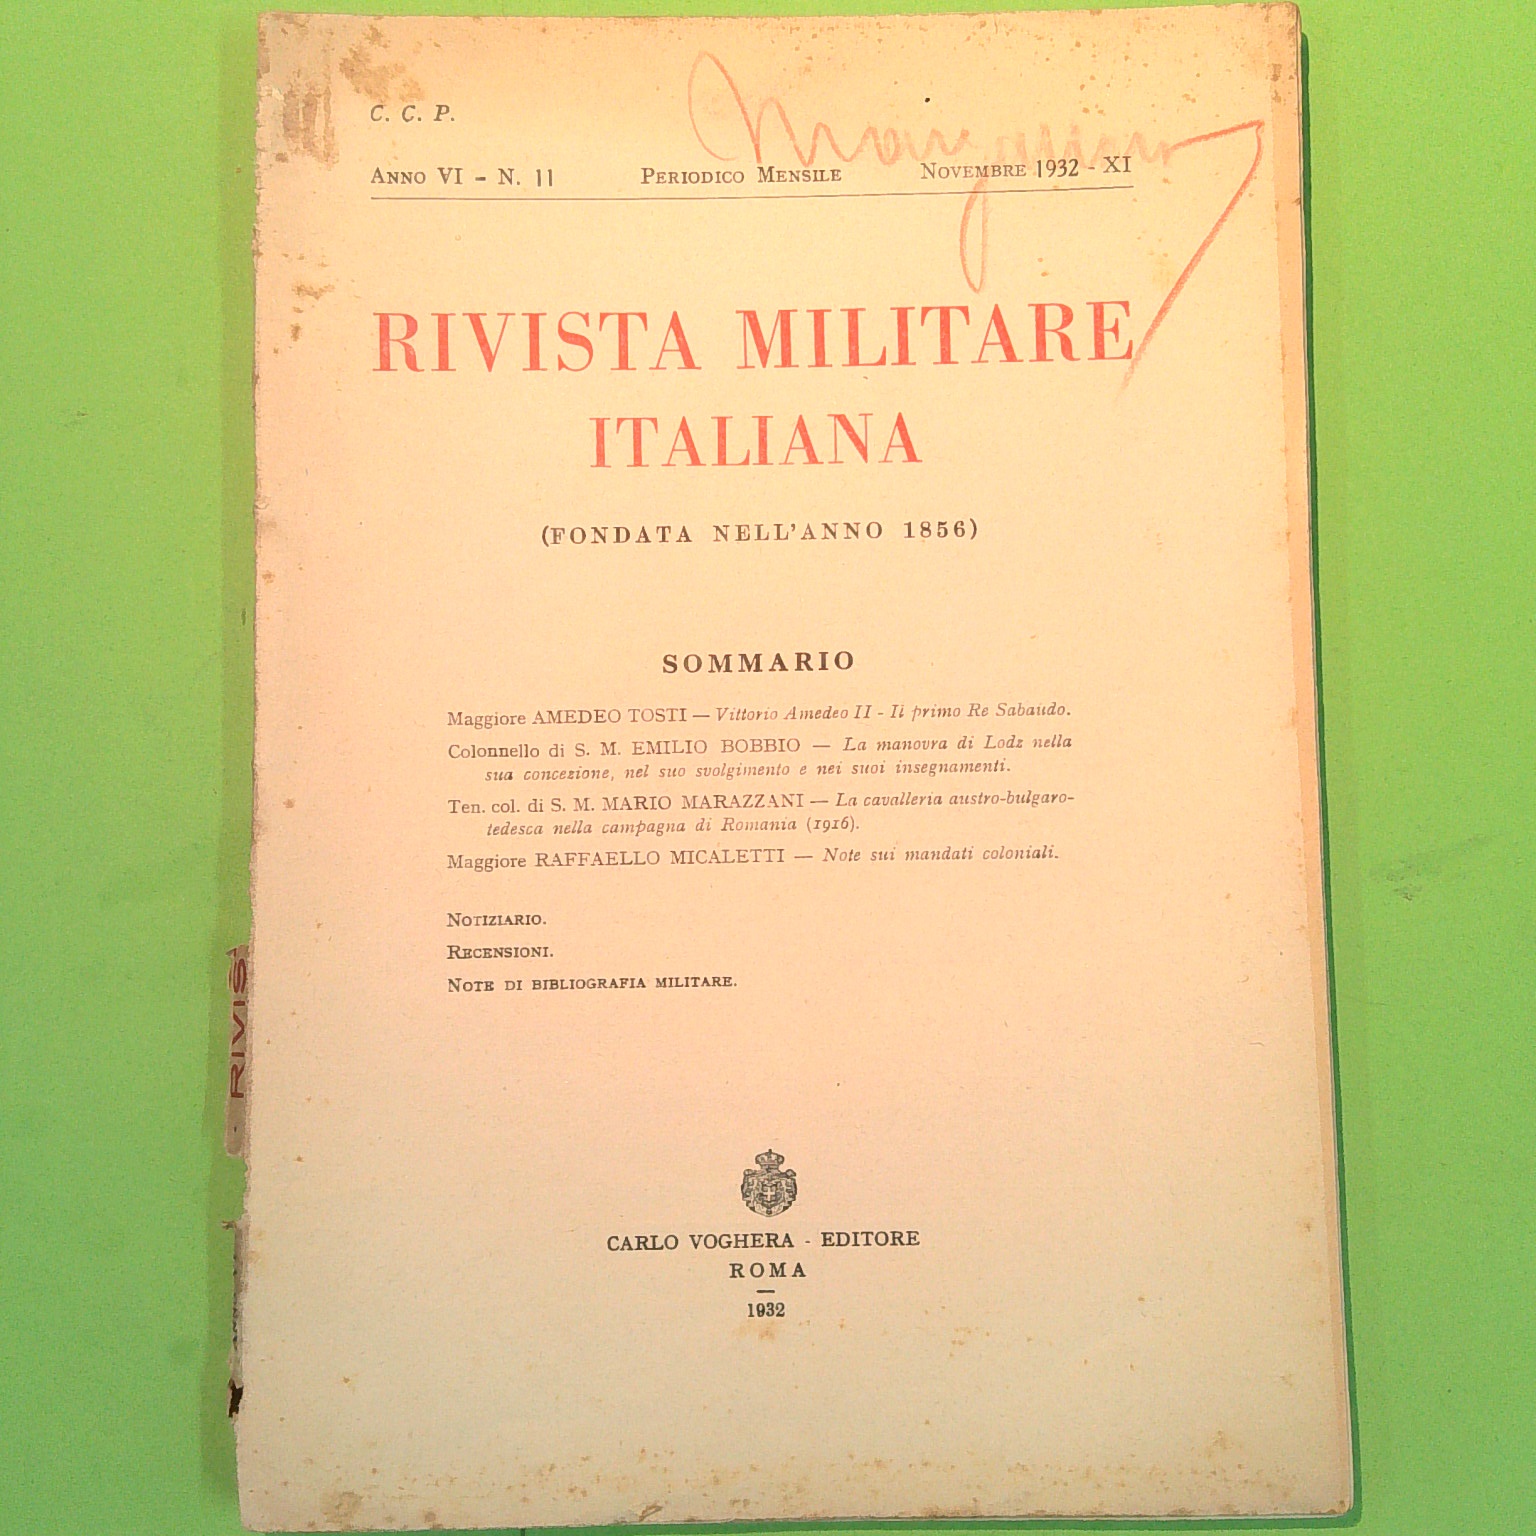 C. C. P.
Anno VI - N. 11 Periodico Mensile Novembre 1932 - XI
RIVISTA MILITARE
ITALIANA
(FONDATA NELL'ANNO 1856)
SOMMARIO
Maggiore AMEDEO TOSTI — Vittorio Amedeo II - Il primo Re Sabaudo.
Colonnello di S. M. EMILIO BOBBIO — La manovra di Lodz nella
sua concezione, nel suo svolgimento e nei suoi insegnamenti.
Ten. col. di S. M. MARIO MARAZZANI — La cavalleria austro-bulgaro-
tedesca nella campagna di Romania (1916).
Maggiore RAFFAELLO MICALETTI — Note sui mandati coloniali.
Notiziario.
Recensioni.
Note di bibliografia militare.
CARLO VOGHERA - EDITORE
ROMA
1932
RIVIS